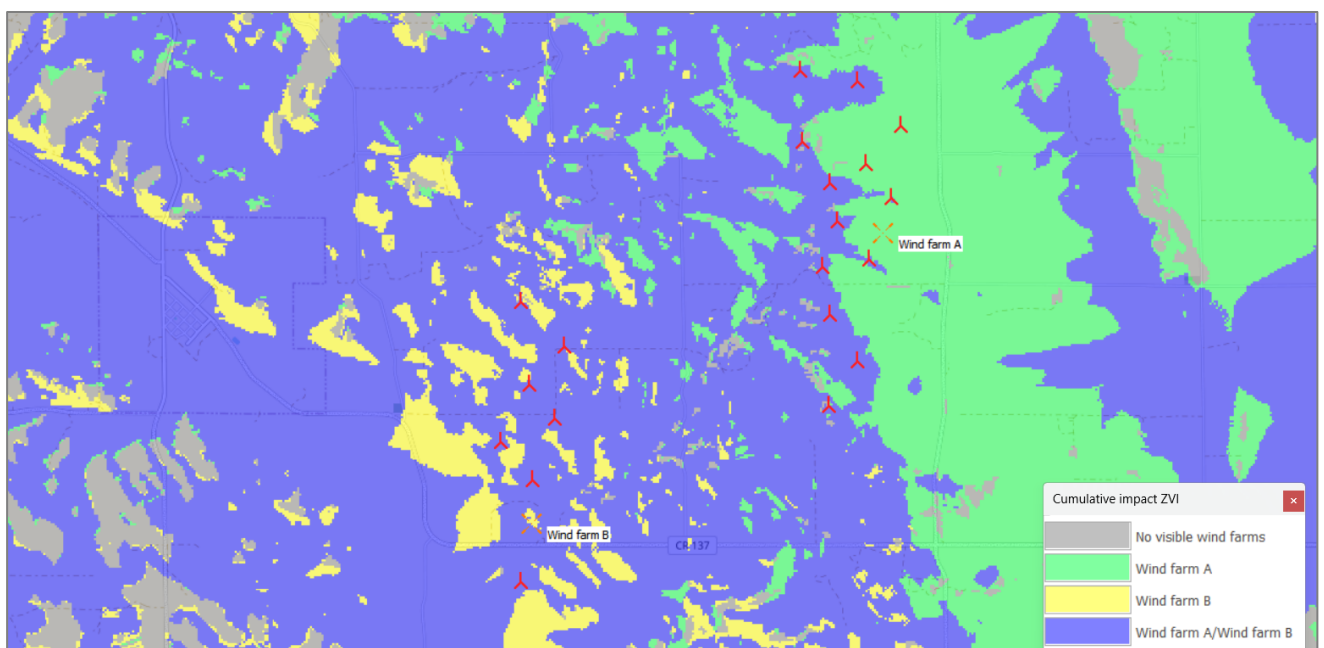 Wind farm A
Wind farm B
CR 137
Cumulative impact ZVI
No visible wind farms
Wind farm A
Wind farm B
Wind farm A/Wind farm B